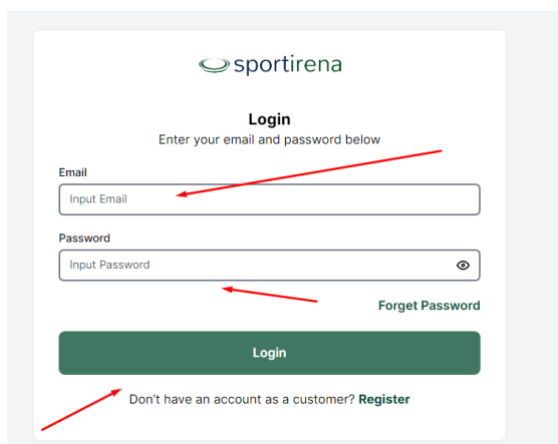 sportirena
Login
Enter your email and password below
Email
Input Email
Password
Input Password
Forget Password
Login
Don't have an account as a customer? Register